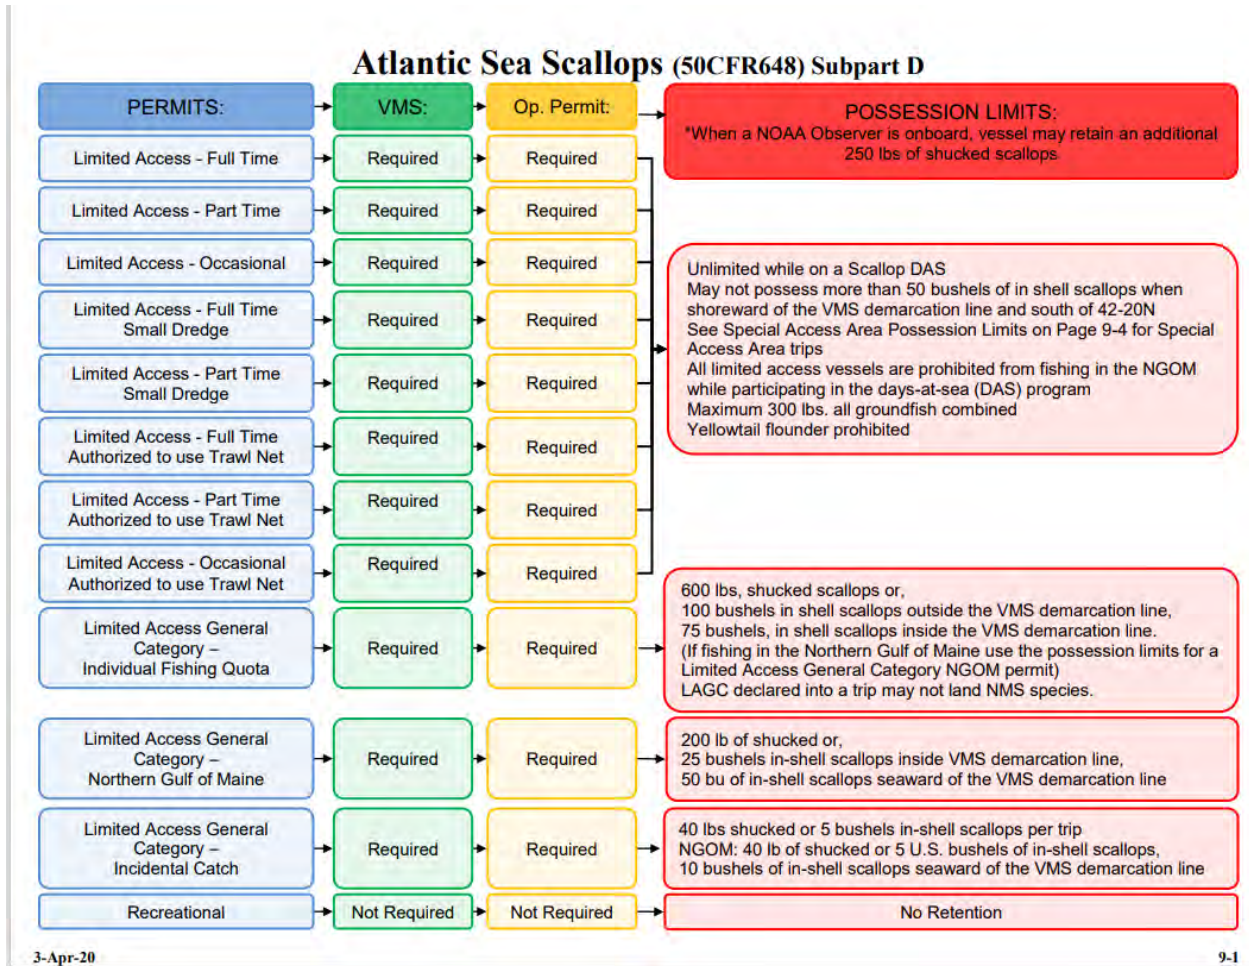 Atlantic Sea Scallops (50CFR648) Subpart D
PERMITS:
VMS:
Op. Permit:
POSSESSION LIMITS:
*When a NOAA Observer is onboard, vessel may retain an additional
250 lbs of shucked scallops
Limited Access - Full Time
Required
Required
Limited Access - Part Time
Required
Required
Limited Access - Occasional
Required
Required
Limited Access - Full Time
Small Dredge
Required
Required
Limited Access - Part Time
Small Dredge
Required
Required
Limited Access - Full Time
Authorized to use Trawl Net
Required
Required
Limited Access - Part Time
Authorized to use Trawl Net
Required
Required
Limited Access - Occasional
Authorized to use Trawl Net
Required
Required
Unlimited while on a Scallop DAS
May not possess more than 50 bushels of in shell scallops when
shoreward of the VMS demarcation line and south of 42-20N
See Special Access Area Possession Limits on Page 9-4 for Special
Access Area trips
All limited access vessels are prohibited from fishing in the NGOM
while participating in the days-at-sea (DAS) program
Maximum 300 lbs. all groundfish combined
Yellowtail flounder prohibited
Limited Access General
Category –
Individual Fishing Quota
Required
Required
600 lbs, shucked scallops or,
100 bushels in shell scallops outside the VMS demarcation line,
75 bushels, in shell scallops inside the VMS demarcation line.
(If fishing in the Northern Gulf of Maine use the possession limits for a
Limited Access General Category NGOM permit)
LAGC declared into a trip may not land NMS species.
Limited Access General
Category –
Northern Gulf of Maine
Required
Required
200 lb of shucked or,
25 bushels in-shell scallops inside VMS demarcation line,
50 bu of in-shell scallops seaward of the VMS demarcation line
Limited Access General
Category –
Incidental Catch
Required
Required
40 lbs shucked or 5 bushels in-shell scallops per trip
NGOM: 40 lb of shucked or 5 U.S. bushels of in-shell scallops,
10 bushels of in-shell scallops seaward of the VMS demarcation line
Recreational
Not Required
Not Required
No Retention
3-Apr-20
9-1